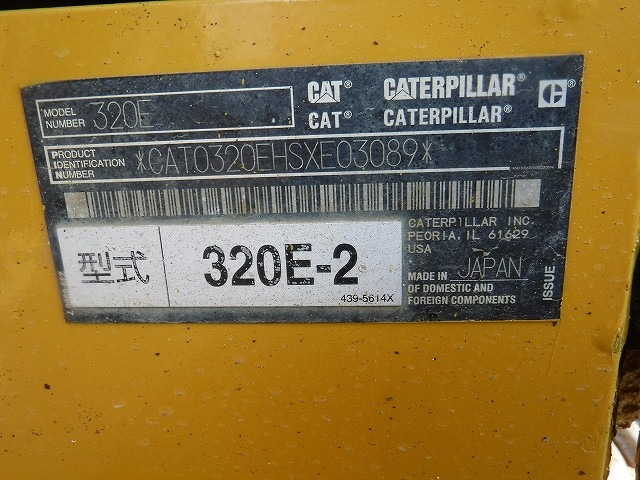 MODEL NUMBER 320E
CAT® CATERPILLAR®
CAT® CATERPILLAR®
PRODUCT IDENTIFICATION NUMBER *CAT0320EHSXE03089*
CATERPILLAR INC.
PEORIA, IL 61629
USA
MADE IN JAPAN
OF DOMESTIC AND
FOREIGN COMPONENTS
ISSUE
型式 320E-2
439-5614X